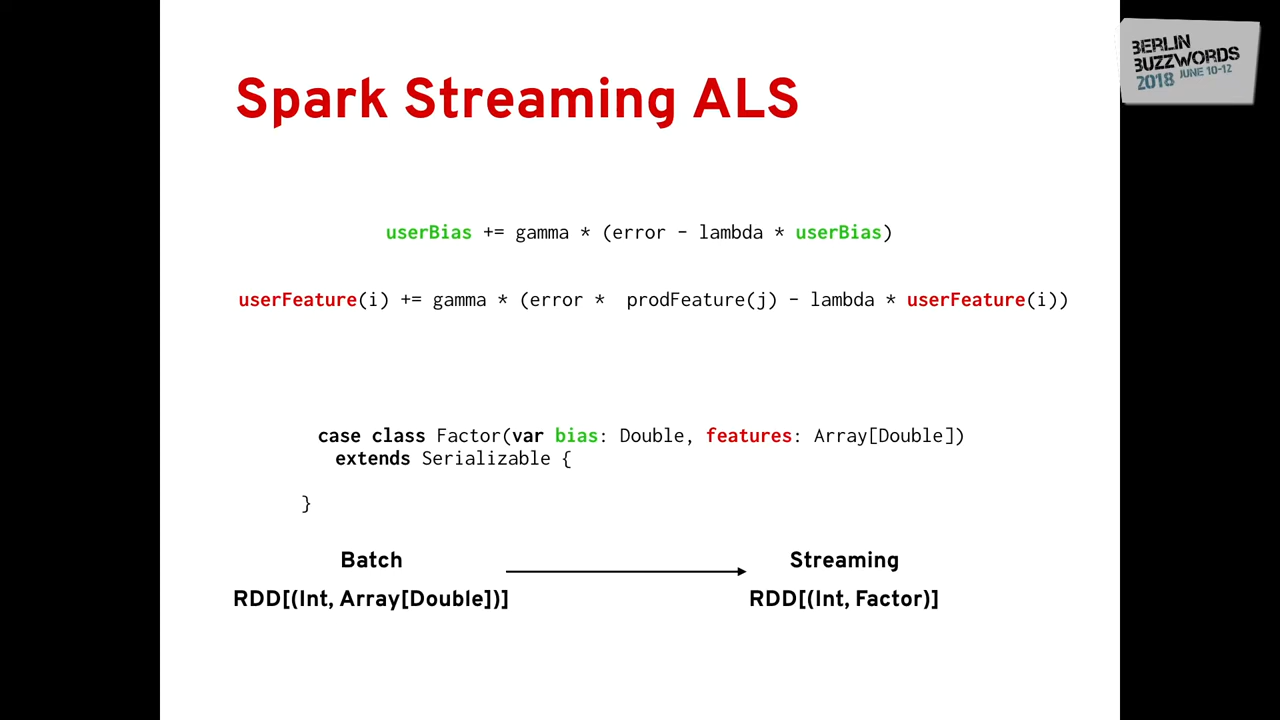 BERLIN
BUZZWORDS
2018 JUNE 10-12
Spark Streaming ALS
userBias += gamma * (error - lambda * userBias)
userFeature(i) += gamma * (error * prodFeature(j) - lambda * userFeature(i))
case class Factor(var bias: Double, features: Array[Double])
extends Serializable {
}
Batch
Streaming
RDD[(Int, Array[Double])]
RDD[(Int, Factor)]